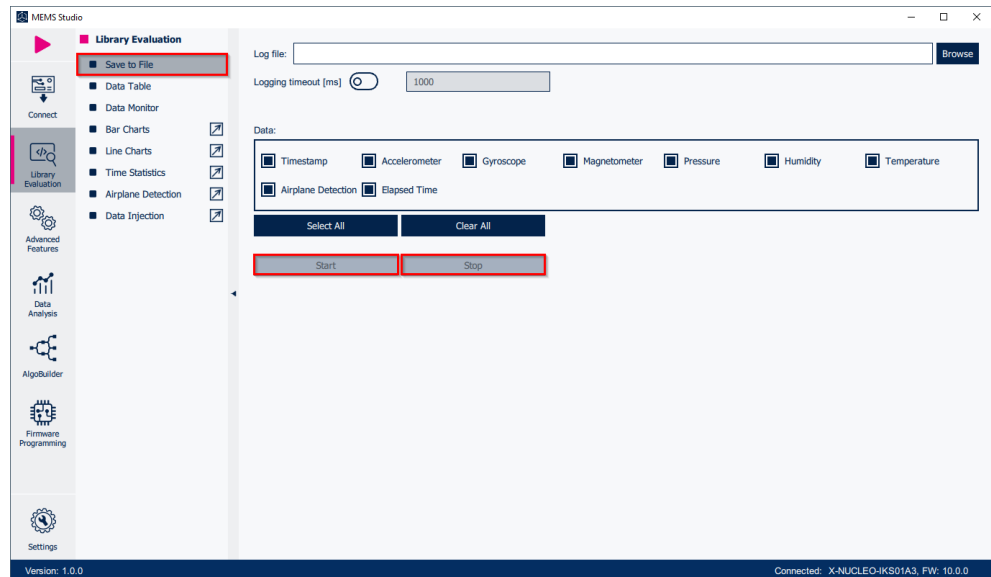 MEMS Studio
Connect
Library
Evaluation
Advanced
Features
Data
Analysis
AlgoBuilder
Firmware
Programming
Settings
Library Evaluation
Save to File
Data Table
Data Monitor
Bar Charts
Line Charts
Time Statistics
Airplane Detection
Data Injection
Log file:
Browse
Logging timeout [ms]
1000
Data:
Timestamp Accelerometer Gyroscope Magnetometer Pressure Humidity Temperature
Airplane Detection Elapsed Time
Select All Clear All
Start Stop
Version: 1.0.0
Connected: X-NUCLEO-IKS01A3, FW: 10.0.0